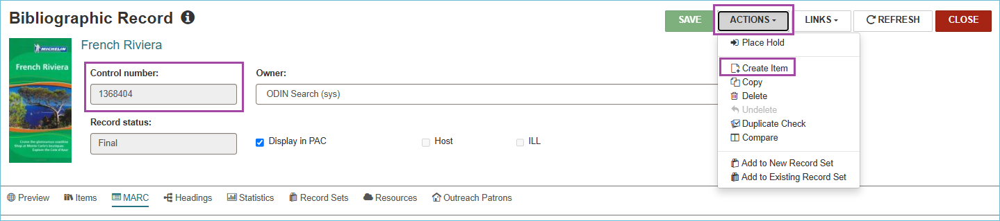 Bibliographic Record
SAVE
ACTIONS
LINKS
REFRESH
CLOSE
MICHELIN
French Riviera
French Riviera
Control number:
1368404
Owner:
ODIN Search (sys)
Record status:
Final
Display in PAC
Host
ILL
Place Hold
Create Item
Copy
Delete
Undelete
Duplicate Check
Compare
Add to New Record Set
Add to Existing Record Set
Preview
Items
MARC
Headings
Statistics
Record Sets
Resources
Outreach Patrons